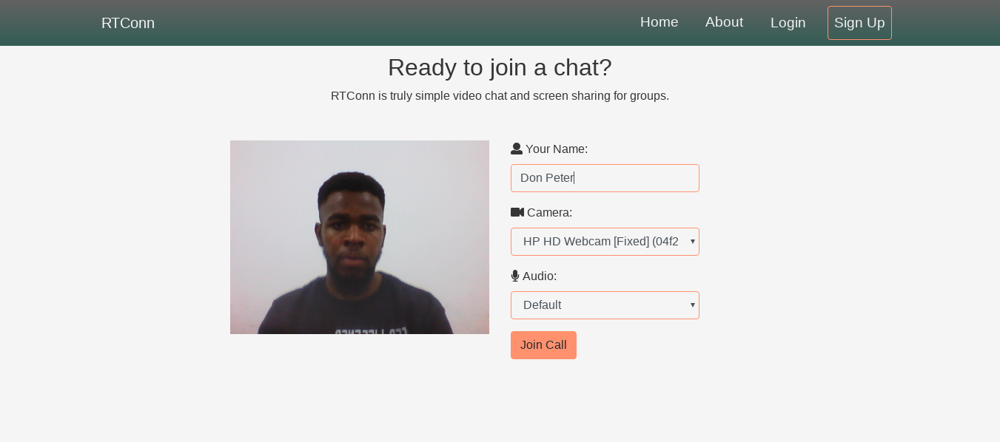 RTConn
Home About Login Sign Up
Ready to join a chat?
RTConn is truly simple video chat and screen sharing for groups.
Your Name:
Don Peter
Camera:
HP HD Webcam [Fixed] (04f2
Audio:
Default
Join Call